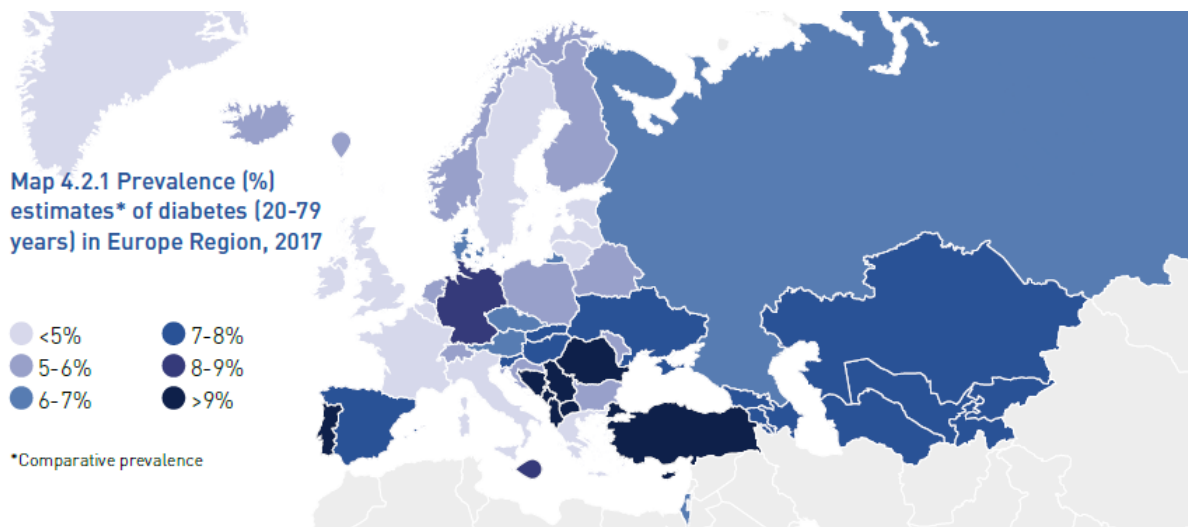 Map 4.2.1 Prevalence (%)
estimates* of diabetes (20-79
years) in Europe Region, 2017
<5%
5-6%
6-7%
7-8%
8-9%
>9%
*Comparative prevalence